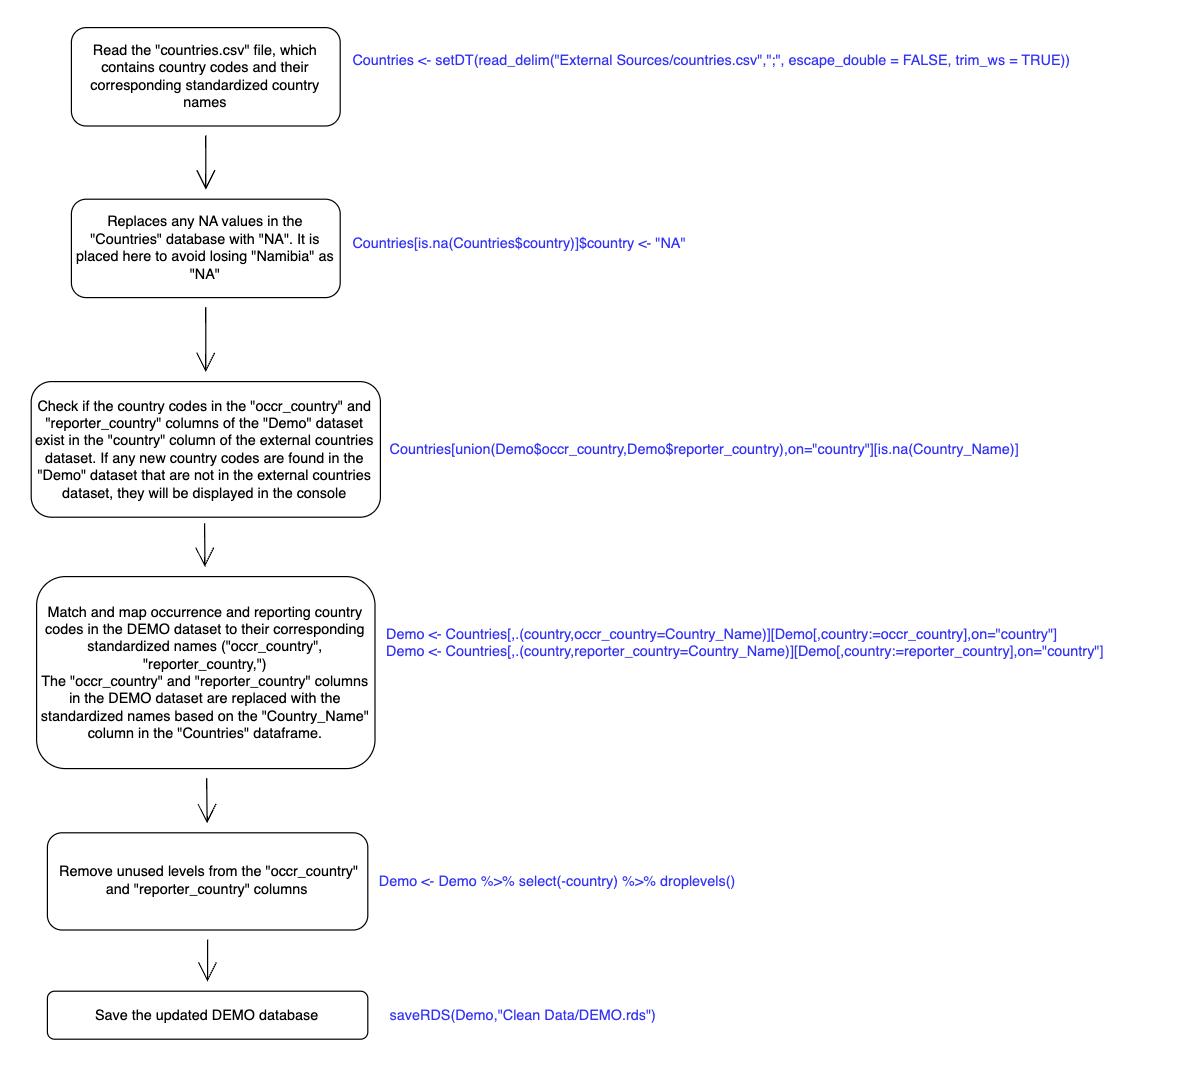 Read the "countries.csv" file, which
contains country codes and their
corresponding standardized country
names
Countries <- setDT(read_delim("External Sources/countries.csv",";", escape_double = FALSE, trim_ws = TRUE))
Replaces any NA values in the
"Countries" database with "NA". It is
placed here to avoid losing "Namibia" as
"NA"
Countries[is.na(Countries$country)]$country <- "NA"
Check if the country codes in the "occr_country" and
"reporter_country" columns of the "Demo" dataset
exist in the "country" column of the external countries
dataset. If any new country codes are found in the
"Demo" dataset that are not in the external countries
dataset, they will be displayed in the console
Countries[union(Demo$occr_country,Demo$reporter_country),on="country"][is.na(Country_Name)]
Match and map occurrence and reporting country
codes in the DEMO dataset to their corresponding
standardized names ("occr_country",
"reporter_country,")
The "occr_country" and "reporter_country" columns
in the DEMO dataset are replaced with the
standardized names based on the "Country_Name"
column in the "Countries" dataframe.
Demo <- Countries[,.(country,occr_country=Country_Name)][Demo[,country:=occr_country],on="country"]
Demo <- Countries[,.(country,reporter_country=Country_Name)][Demo[,country:=reporter_country],on="country"]
Remove unused levels from the "occr_country"
and "reporter_country" columns
Demo <- Demo %>% select(-country) %>% droplevels()
Save the updated DEMO database
saveRDS(Demo,"Clean Data/DEMO.rds")